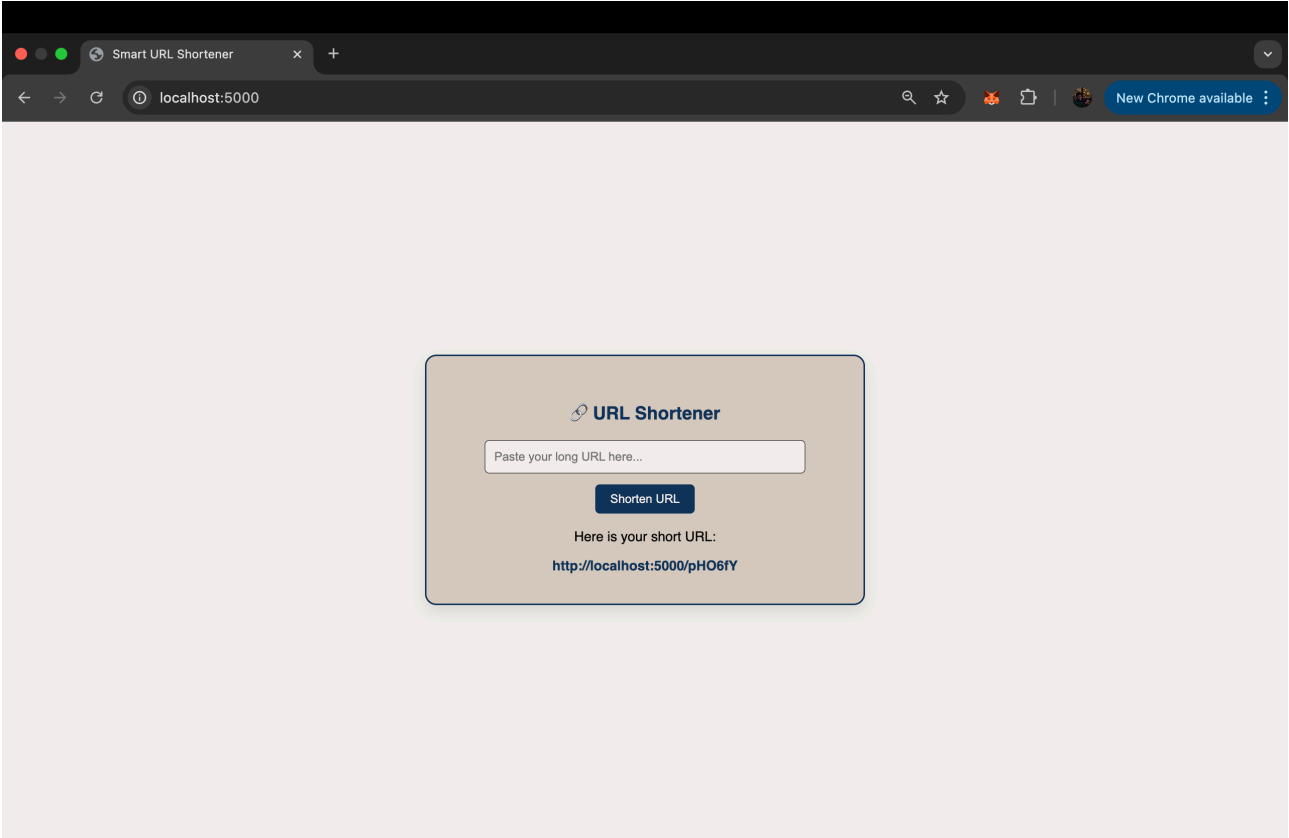 Smart URL Shortener
localhost:5000
New Chrome available
URL Shortener
Paste your long URL here...
Shorten URL
Here is your short URL:
http://localhost:5000/pHO6fY